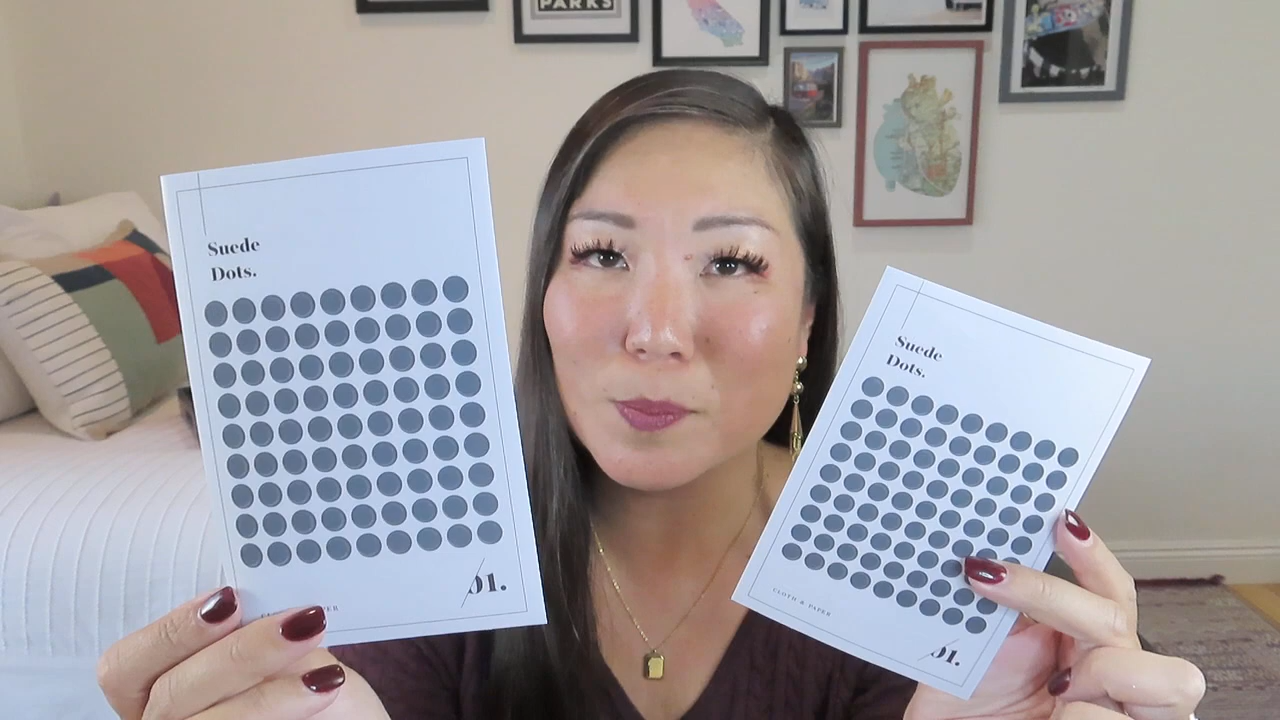 PARKS
Suede
Dots.
01.
Suede
Dots.
CLOTH & PAPER
01.